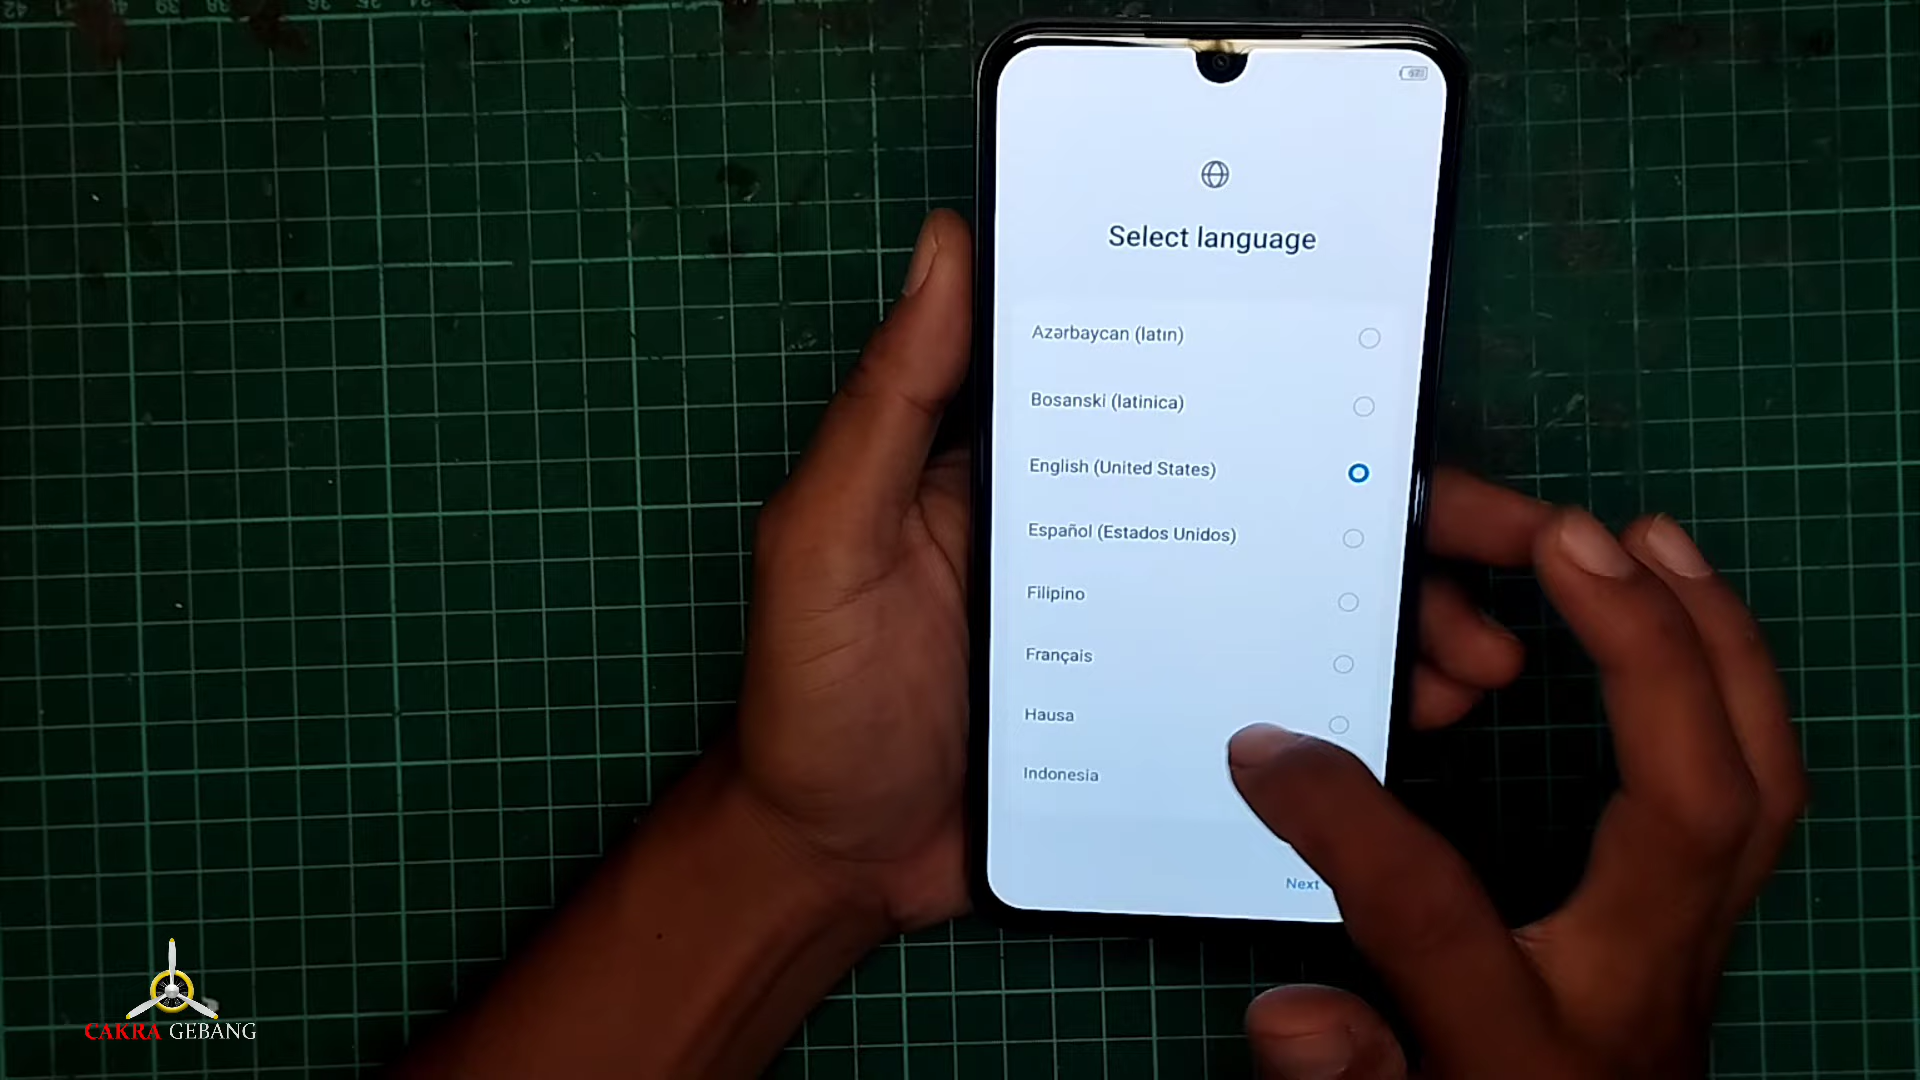 Select language
Azərbaycan (latın)
Bosanski (latinica)
English (United States)
Español (Estados Unidos)
Filipino
Français
Hausa
Indonesia
Next
CAKRA GEBANG